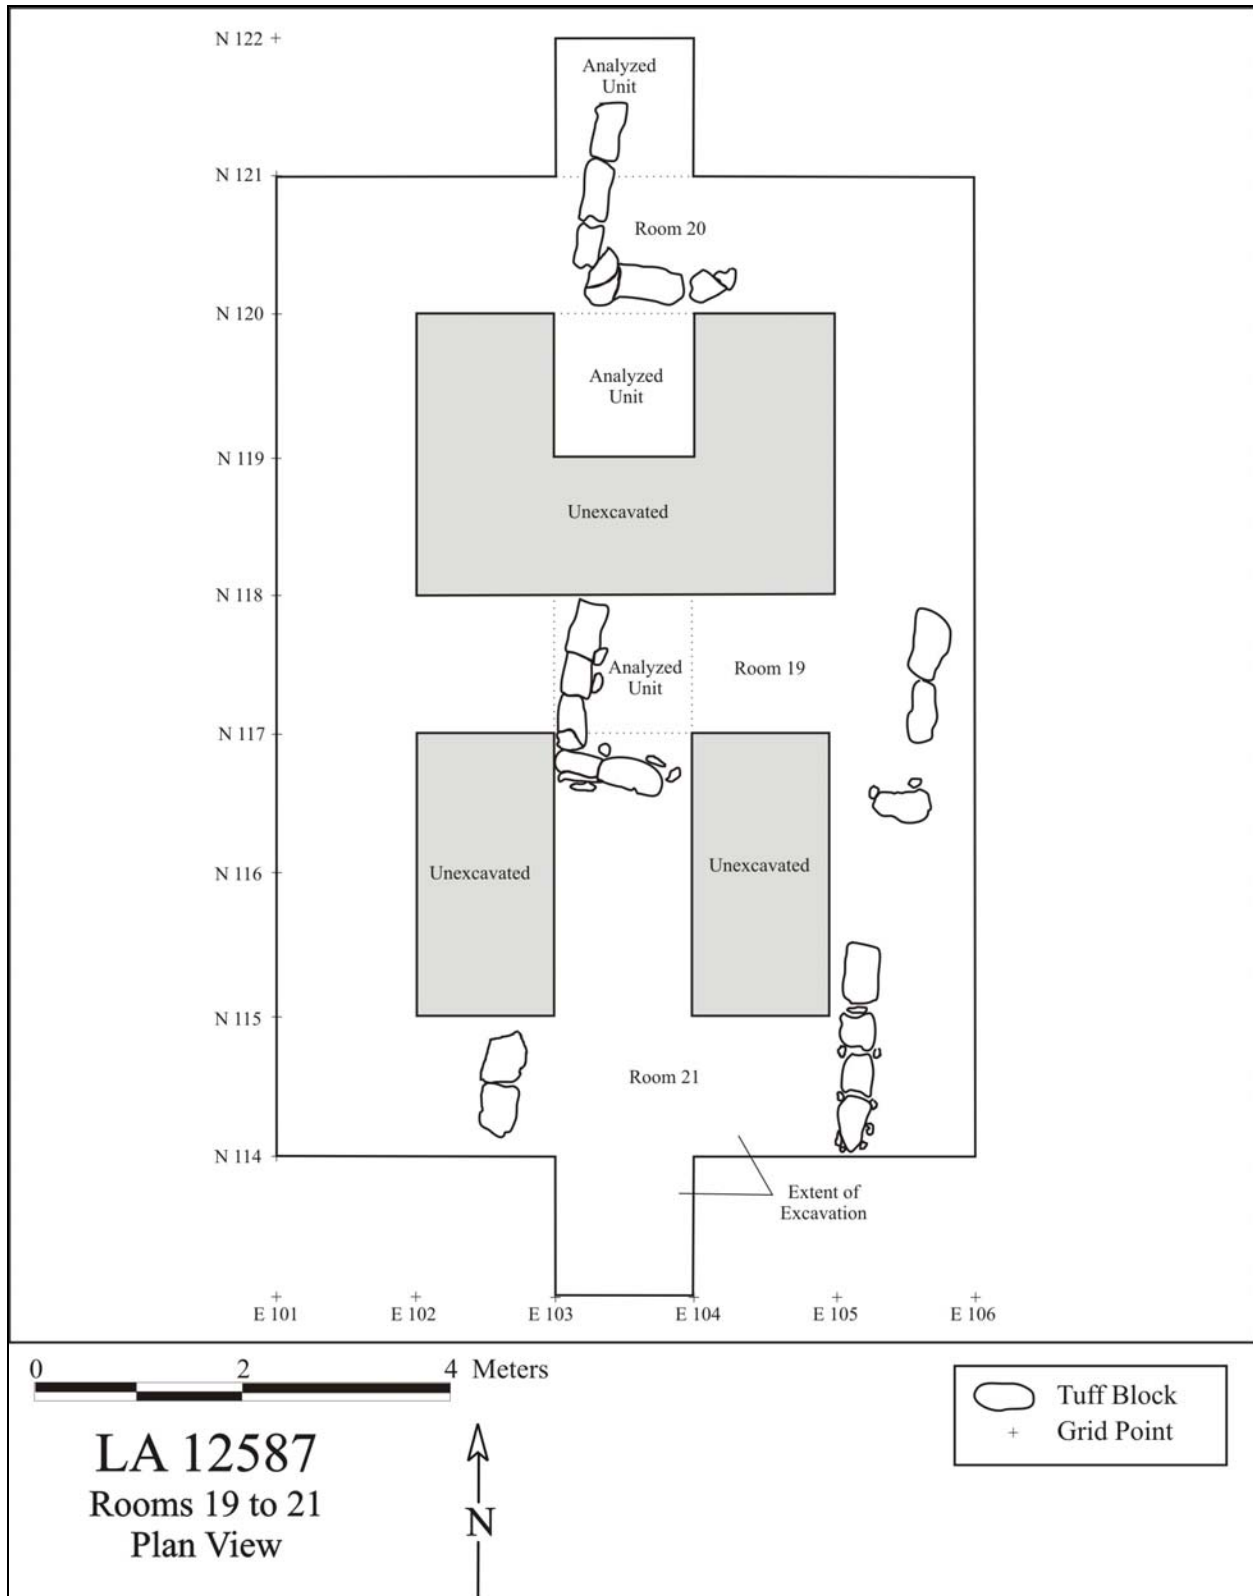 N 122
Analyzed
Unit
N 121
Room 20
N 120
Analyzed
Unit
N 119
Unexcavated
N 118
Analyzed
Unit
Room 19
N 117
Unexcavated
Unexcavated
N 116
N 115
Room 21
N 114
Extent of
Excavation
E 101
E 102
E 103
E 104
E 105
E 106
0 2 4 Meters
Tuff Block
Grid Point
LA 12587
Rooms 19 to 21
Plan View
N